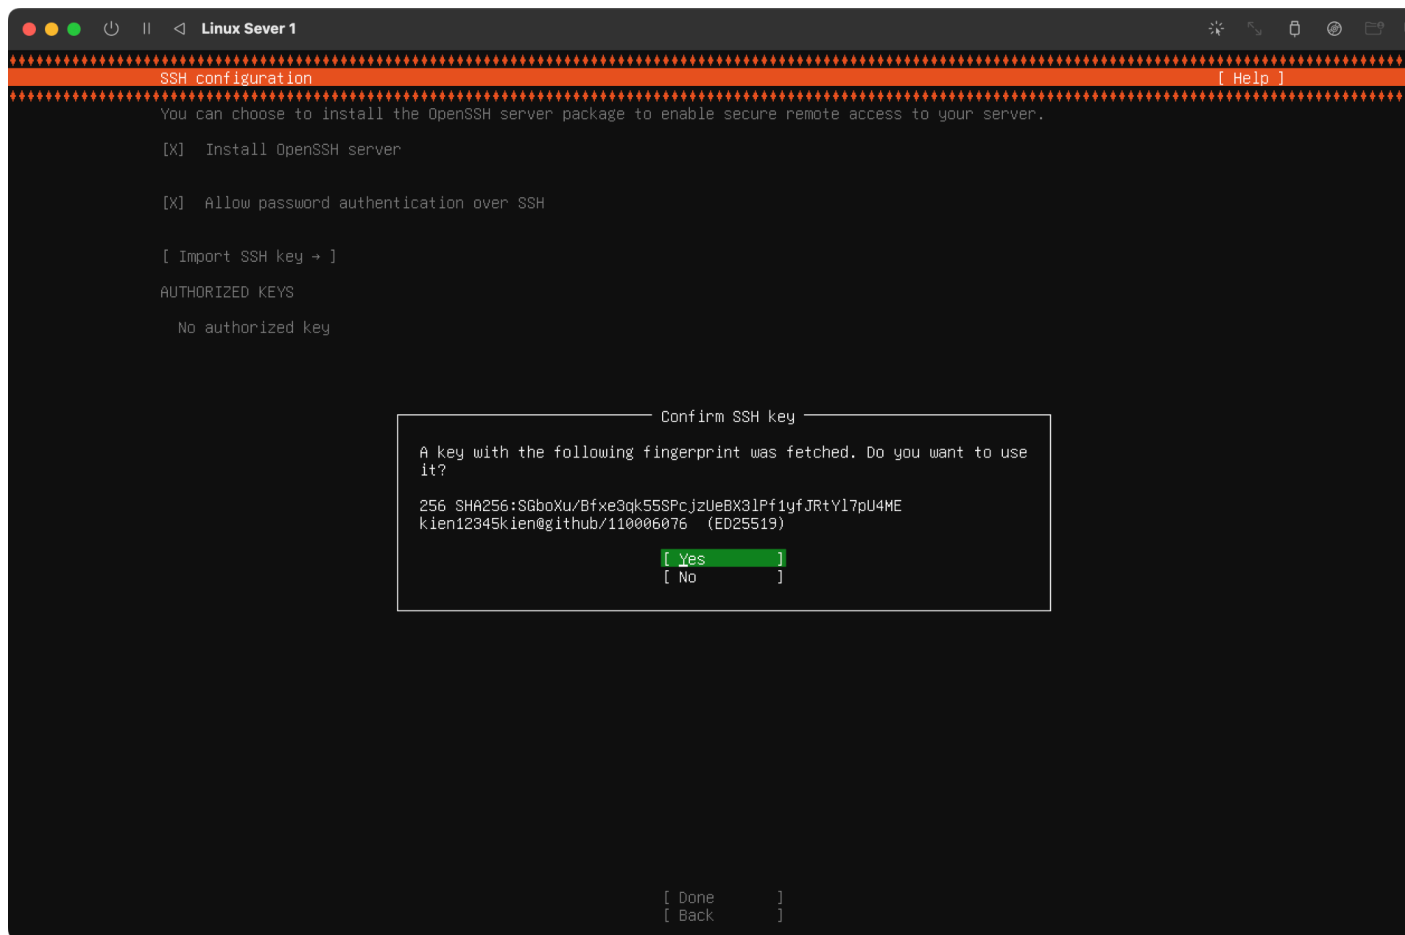 Linux Sever 1
SSH configuration [ Help ]
You can choose to install the OpenSSH server package to enable secure remote access to your server.
[X] Install OpenSSH server
[X] Allow password authentication over SSH
[ Import SSH key → ]
AUTHORIZED KEYS
No authorized key
Confirm SSH key
A key with the following fingerprint was fetched. Do you want to use
it?
256 SHA256:SGboXu/Bfxe3qk55SPcjzUeBX3lPf1yfJRtYl7pU4ME
kien12345kien@github/110006076 (ED25519)
[ Yes ]
[ No ]
[ Done ]
[ Back ]